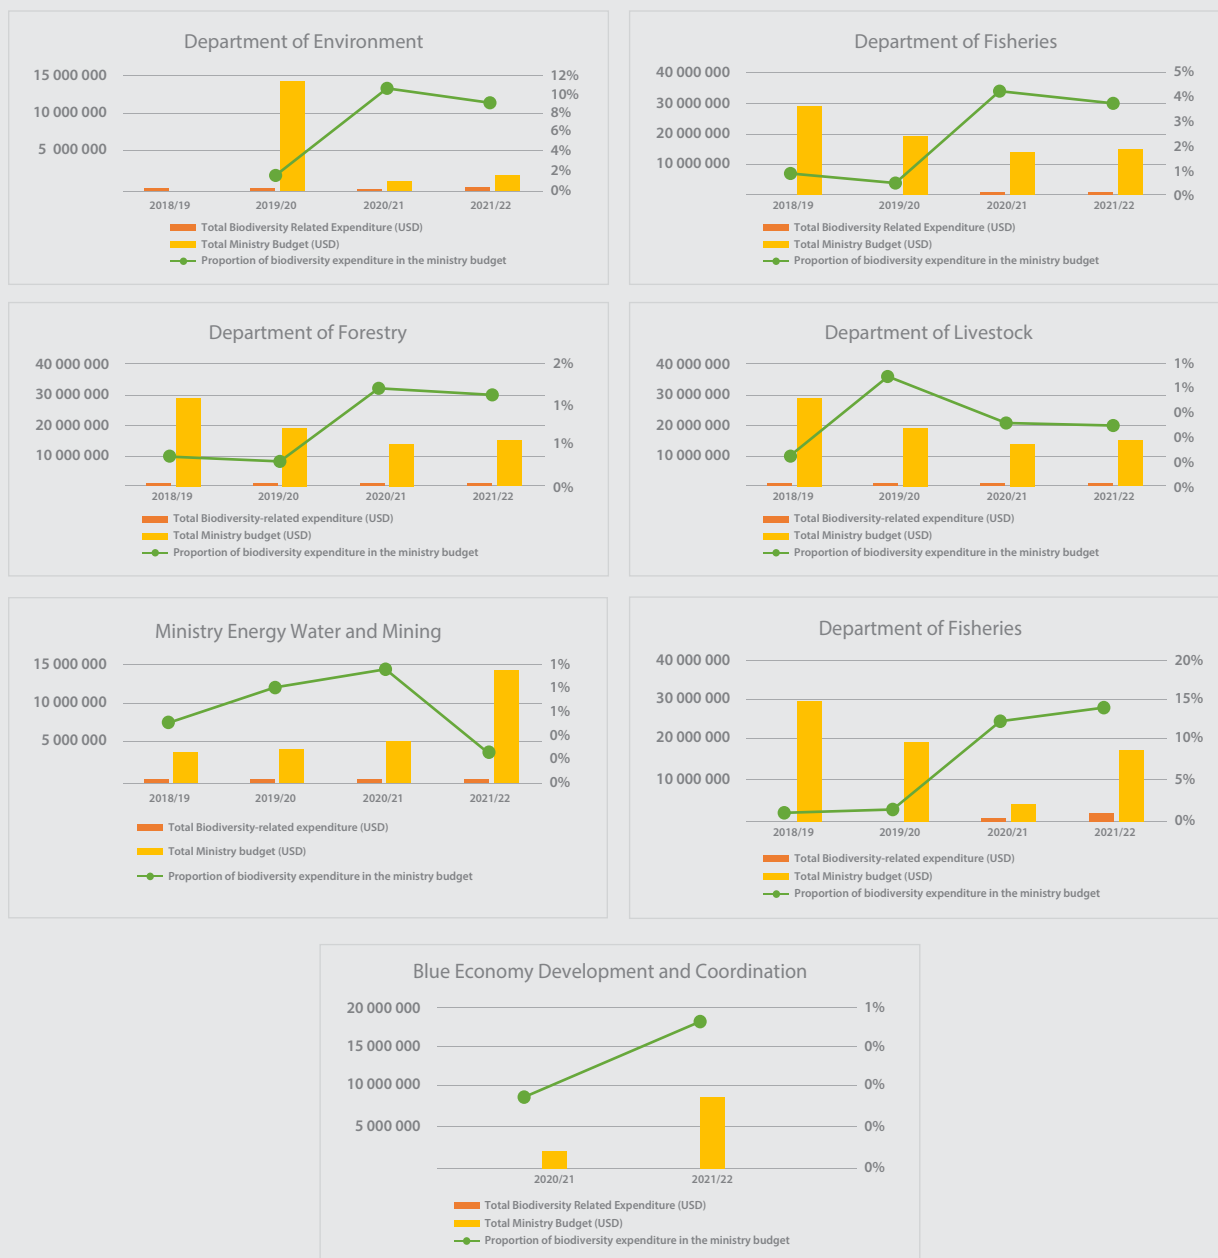 Department of Environment
15 000 000
10 000 000
5 000 000
12%
10%
8%
6%
4%
2%
0%
2018/19
2019/20
2020/21
2021/22
Total Biodiversity Related Expenditure (USD)
Total Ministry Budget (USD)
Proportion of biodiversity expenditure in the ministry budget
Department of Fisheries
40 000 000
30 000 000
20 000 000
10 000 000
5%
4%
3%
2%
1%
0%
2018/19
2019/20
2020/21
2021/22
Total Biodiversity Related Expenditure (USD)
Total Ministry Budget (USD)
Proportion of biodiversity expenditure in the ministry budget
Department of Forestry
40 000 000
30 000 000
20 000 000
10 000 000
2%
1%
1%
0%
2018/19
2019/20
2020/21
2021/22
Total Biodiversity-related expenditure (USD)
Total Ministry budget (USD)
Proportion of biodiversity expenditure in the ministry budget
Department of Livestock
40 000 000
30 000 000
20 000 000
10 000 000
1%
1%
0%
0%
0%
0%
2018/19
2019/20
2020/21
2021/22
Total Biodiversity-related expenditure (USD)
Total Ministry budget (USD)
Proportion of biodiversity expenditure in the ministry budget
Ministry Energy Water and Mining
15 000 000
10 000 000
5 000 000
1%
1%
1%
0%
0%
0%
2018/19
2019/20
2020/21
2021/22
Total Biodiversity-related expenditure (USD)
Total Ministry budget (USD)
Proportion of biodiversity expenditure in the ministry budget
Department of Fisheries
40 000 000
30 000 000
20 000 000
10 000 000
20%
15%
10%
5%
0%
2018/19
2019/20
2020/21
2021/22
Total Biodiversity-related expenditure (USD)
Total Ministry budget (USD)
Proportion of biodiversity expenditure in the ministry budget
Blue Economy Development and Coordination
20 000 000
15 000 000
10 000 000
5 000 000
1%
0%
0%
0%
0%
2020/21
2021/22
Total Biodiversity Related Expenditure (USD)
Total Ministry Budget (USD)
Proportion of biodiversity expenditure in the ministry budget